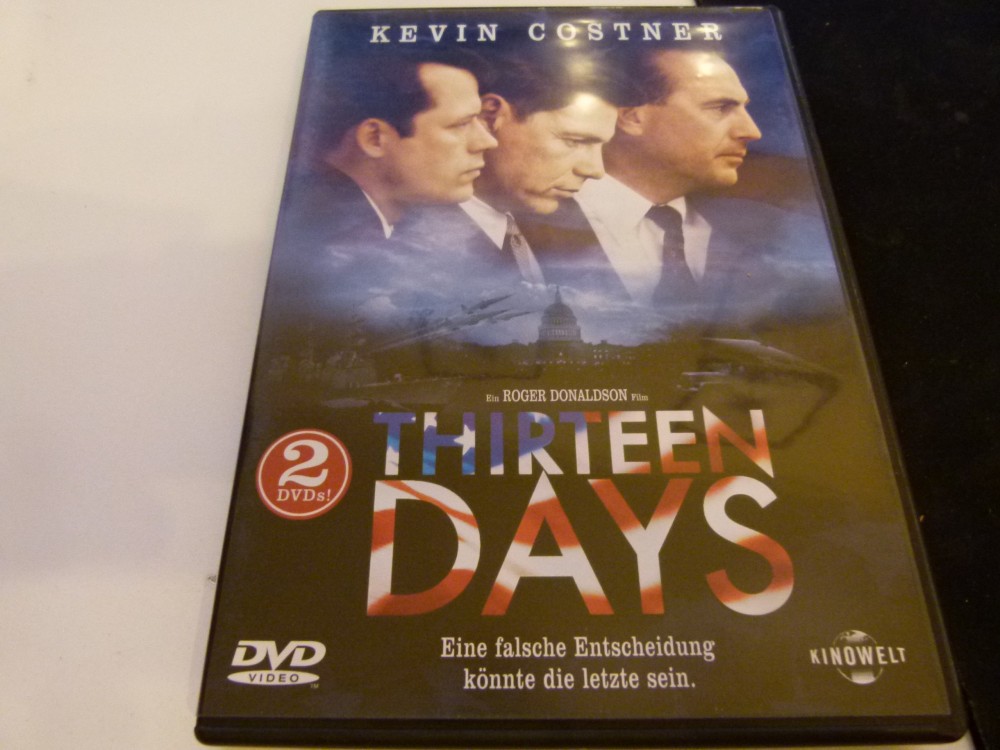 KEVIN COSTNER
Ein ROGER DONALDSON Film
THIRTEEN
DAYS
2
DVDs!
Eine falsche Entscheidung
könnte die letzte sein.
DVD
VIDEO
TM
KINOWELT